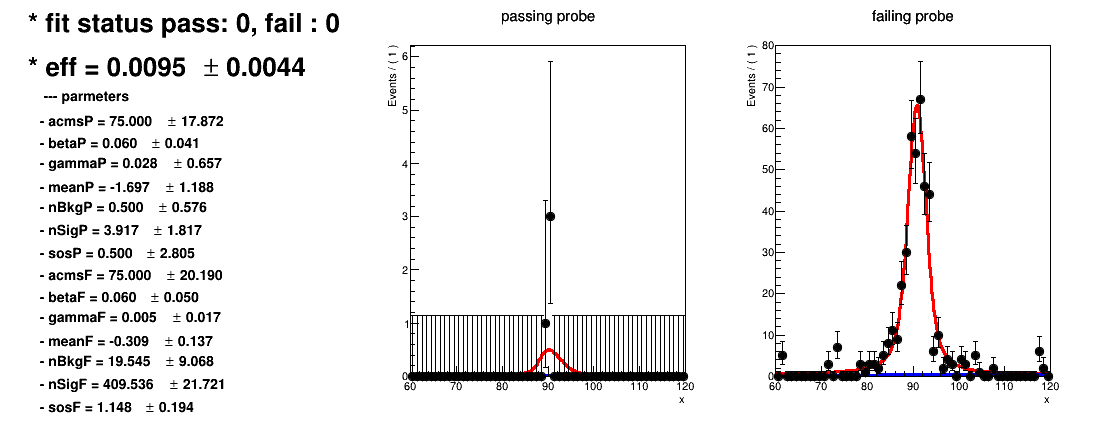 * fit status pass: 0, fail : 0
* eff = 0.0095 ± 0.0044
--- parmeters
- acmsP = 75.000 ± 17.872
- betaP = 0.060 ± 0.041
- gammaP = 0.028 ± 0.657
- meanP = -1.697 ± 1.188
- nBkgP = 0.500 ± 0.576
- nSigP = 3.917 ± 1.817
- sosP = 0.500 ± 2.805
- acmsF = 75.000 ± 20.190
- betaF = 0.060 ± 0.050
- gammaF = 0.005 ± 0.017
- meanF = -0.309 ± 0.137
- nBkgF = 19.545 ± 9.068
- nSigF = 409.536 ± 21.721
- sosF = 1.148 ± 0.194
passing probe
Events / ( 1 )
6
5
4
3
2
1
0
60 70 80 90 100 110 120
x
failing probe
Events / ( 1 )
80
70
60
50
40
30
20
10
0
60 70 80 90 100 110 120
x